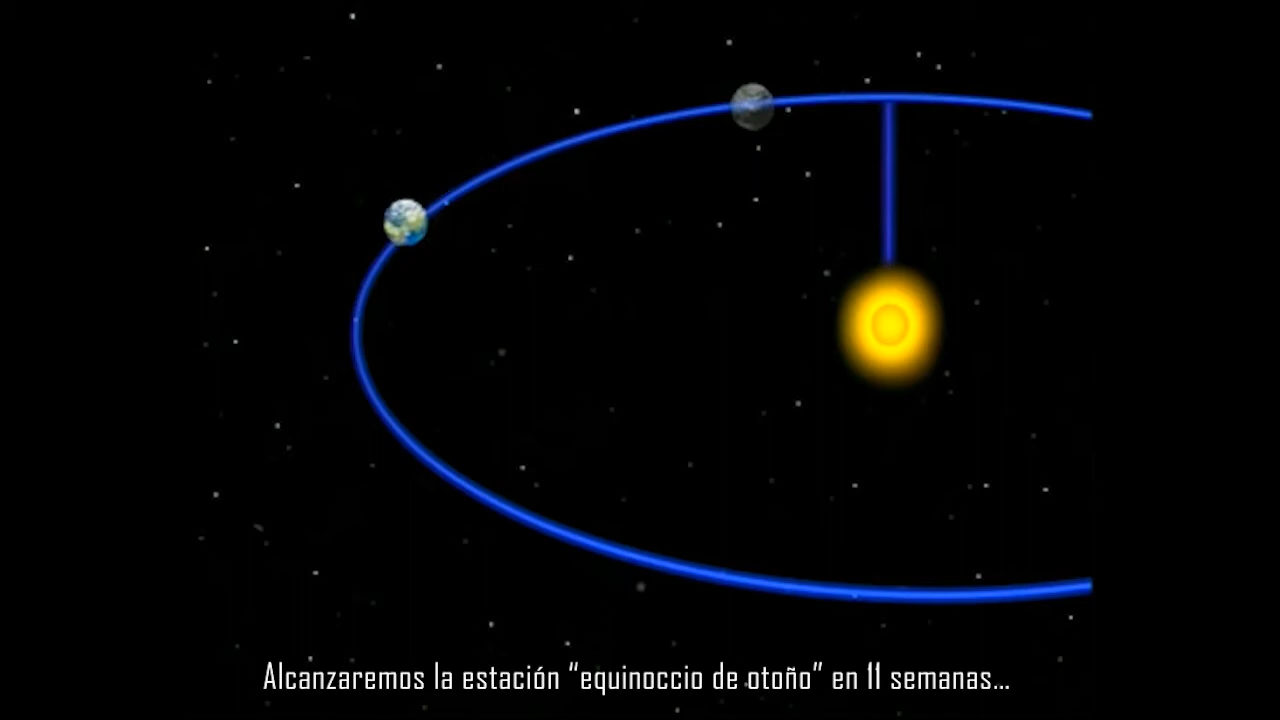 Alcanzaremos la estación “equinoccio de otoño” en 11 semanas...